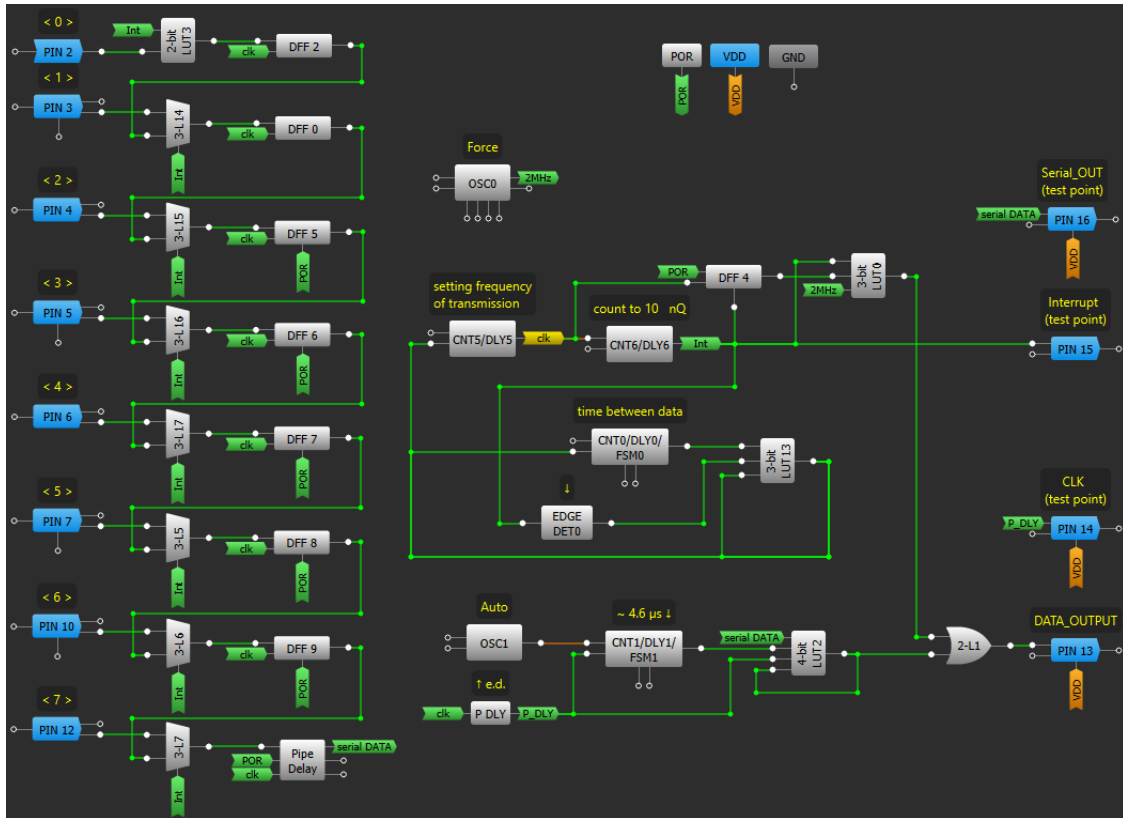 < 0 >
PIN 2
Int
2-bit
LUT3
clk
DFF 2
< 1 >
PIN 3
3-L14
Int
clk
DFF 0
< 2 >
PIN 4
3-L15
Int
clk
DFF 5
POR
< 3 >
PIN 5
3-L16
Int
clk
DFF 6
POR
< 4 >
PIN 6
3-L17
Int
clk
DFF 7
POR
< 5 >
PIN 7
3-L5
Int
clk
DFF 8
POR
< 6 >
PIN 10
3-L6
Int
clk
DFF 9
POR
< 7 >
PIN 12
3-L7
Int
POR
clk
Pipe
Delay
serial DATA
POR
POR
VDD
VDD
GND
Force
OSC0
2MHz
setting frequency
of transmission
CNT5/DLY5
clk
count to 10 nQ
CNT6/DLY6
Int
POR
DFF 4
2MHz
3-bit
LUT0
time between data
CNT0/DLY0/
FSM0
3-bit
LUT13
↓
EDGE
DET0
Auto
OSC1
~ 4.6 µs ↓
CNT1/DLY1/
FSM1
serial DATA
4-bit
LUT2
↑ e.d.
clk
P DLY
P_DLY
2-L1
Serial_OUT
(test point)
serial DATA
PIN 16
VDD
Interrupt
(test point)
PIN 15
CLK
(test point)
P_DLY
PIN 14
VDD
DATA_OUTPUT
PIN 13
VDD